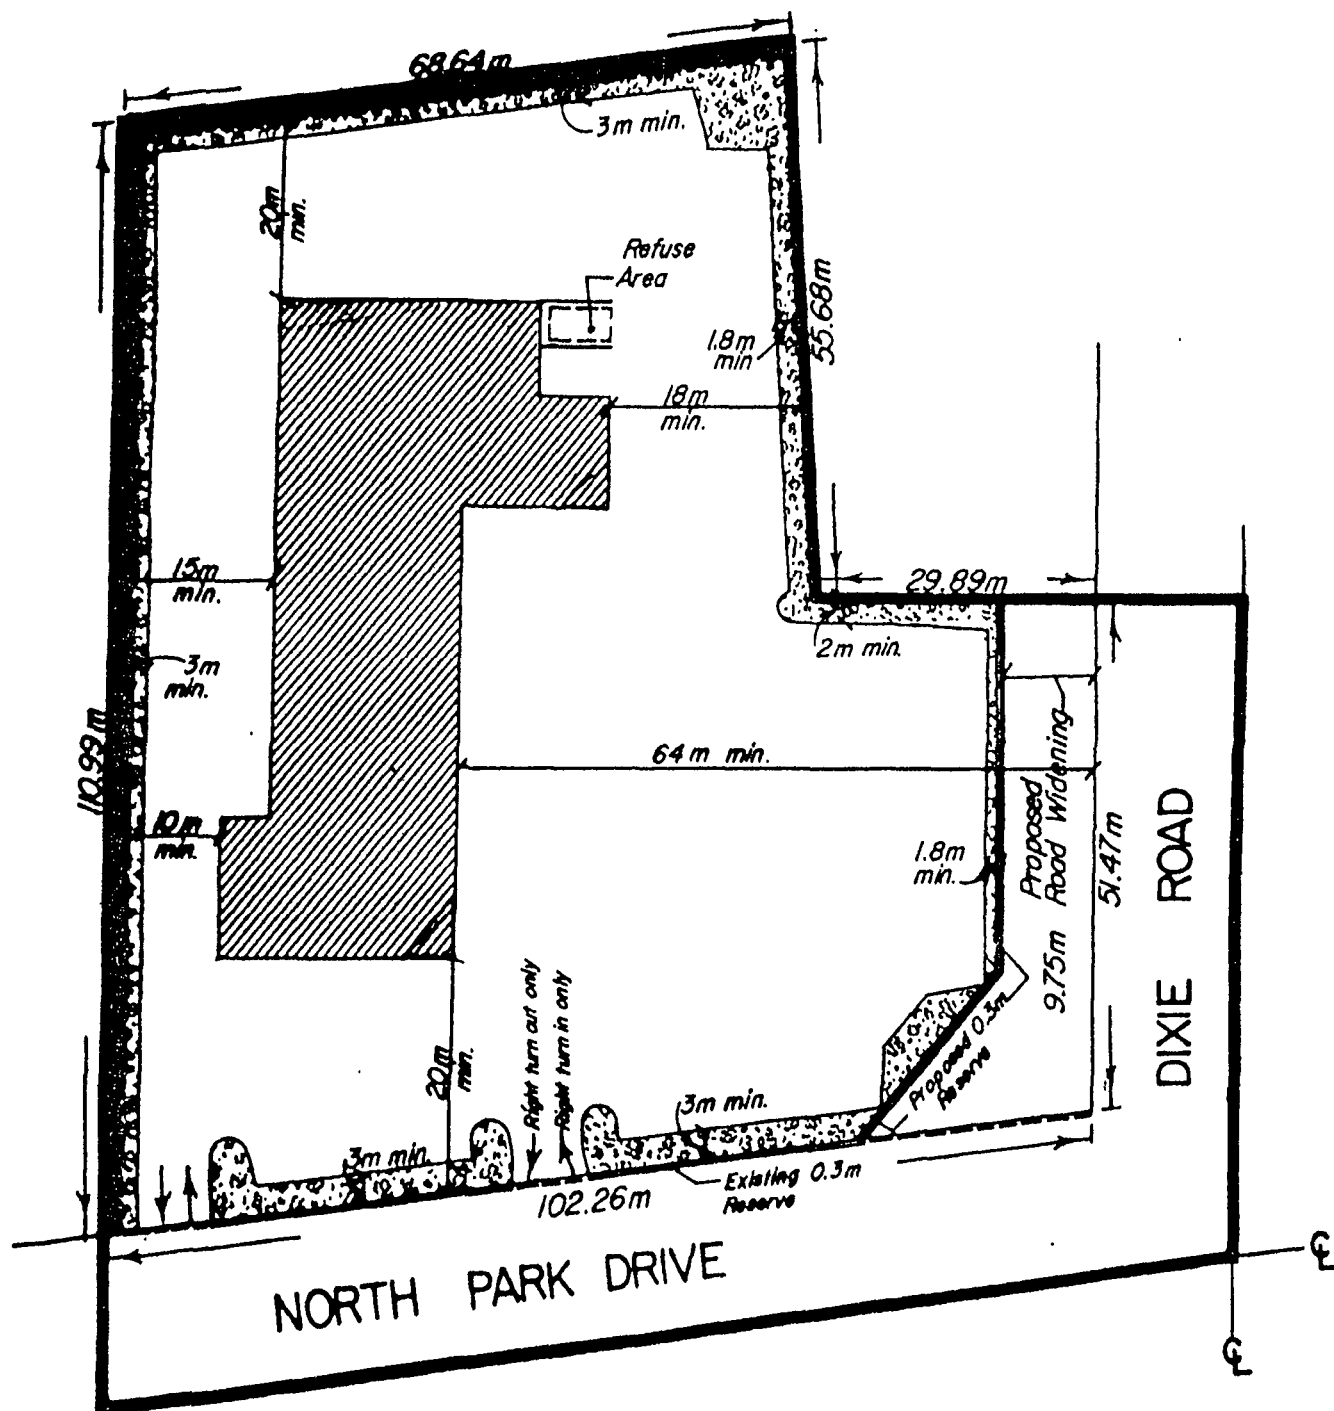 68.64m
3m min.
20m
min.
Refuse
Area
55.68m
1.8m
min
18m
min.
29.89m
15m
min.
2m min.
3m
min.
110.99m
64m min.
Proposed
9.75m Road Widening
51.47m
DIXIE ROAD
10m
min.
1.8m
min.
Right turn out only
Right turn in only
20m
min.
Proposed 0.3m
Reserve
3m min.
3m min.
Existing 0.3m
Reserve
102.26m
NORTH PARK DRIVE
℄
℄